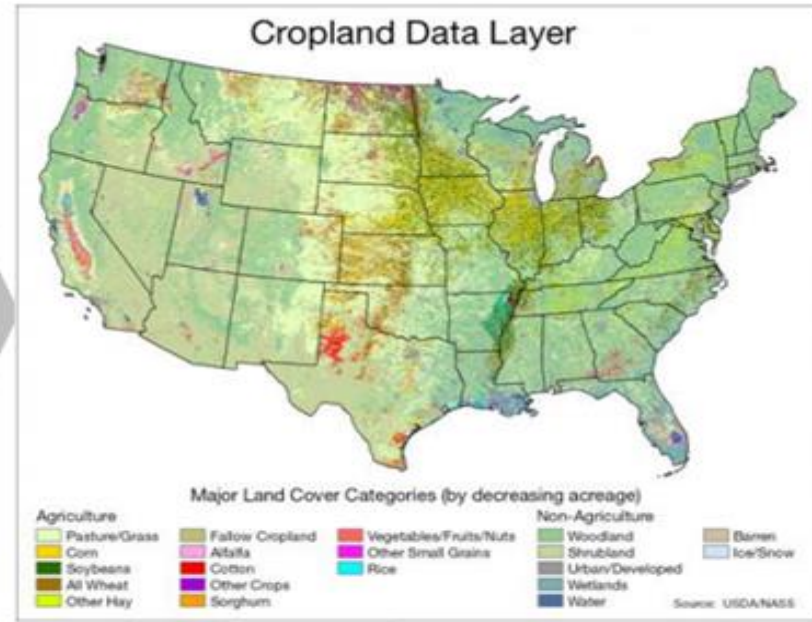 Cropland Data Layer
Major Land Cover Categories (by decreasing acreage)
Agriculture
Pasture/Grass
Corn
Soybeans
All Wheat
Other Hay
Fallow Cropland
Alfalfa
Cotton
Other Crops
Sorghum
Vegetables/Fruits/Nuts
Other Small Grains
Rice
Non-Agriculture
Woodland
Shrubland
Urban/Developed
Wetlands
Water
Barren
Ice/Snow
Source: USDA/NASS